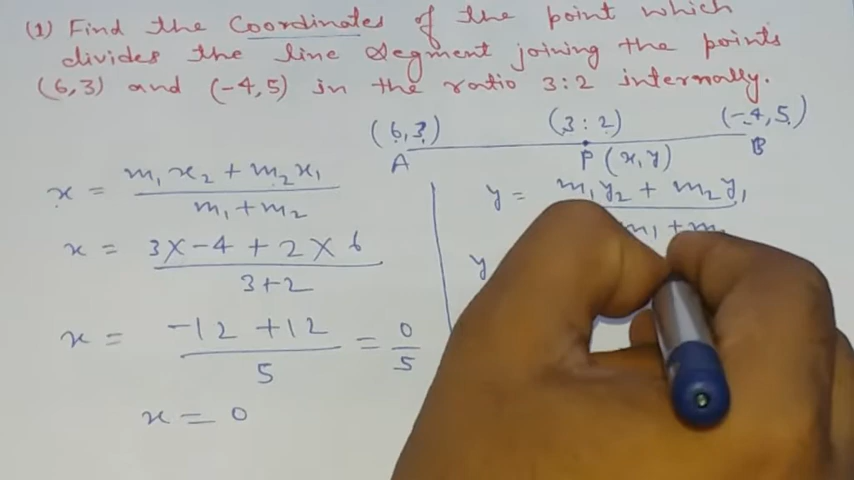 (1) Find the coordinates of the point which
divides the line segment joining the points
(6,3) and (-4,5) in the ratio 3:2 internally.
(6,3) (3:2) (-4,5)
A P(x,y) B
x = m₁x₂ + m₂x₁ / m₁ + m₂
y = m₁y₂ + m₂y₁ / m₁ + m₂
x = 3x-4 + 2x6 / 3+2
y
x = -12 +12 / 5 = 0/5
x = 0